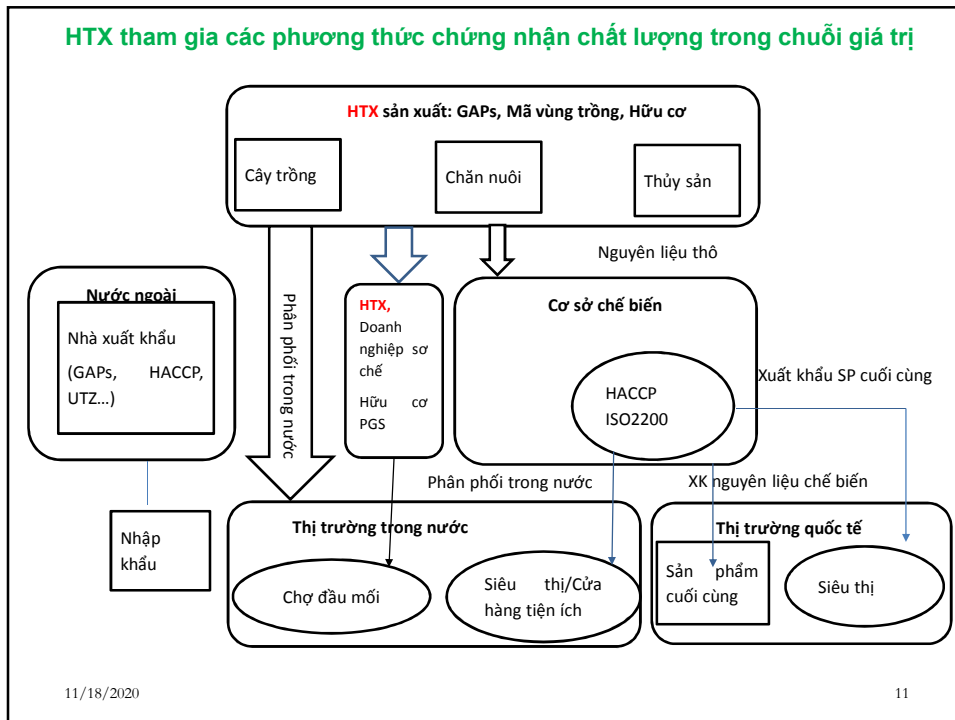 HTX tham gia các phương thức chứng nhận chất lượng trong chuỗi giá trị
HTX sản xuất: GAPs, Mã vùng trồng, Hữu cơ
Cây trồng
Chăn nuôi
Thủy sản
Nguyên liệu thô
Nước ngoài
Nhà xuất khẩu
(GAPs, HACCP,
UTZ...)
Phân phối trong nước
HTX,
Doanh
nghiệp sơ
chế
Hữu cơ
PGS
Cơ sở chế biến
HACCP
ISO2200
Xuất khẩu SP cuối cùng
Phân phối trong nước
XK nguyên liệu chế biến
Nhập
khẩu
Thị trường trong nước
Chợ đầu mối
Siêu thị/Cửa
hàng tiện ích
Thị trường quốc tế
Sản phẩm
cuối cùng
Siêu thị
11/18/2020
11